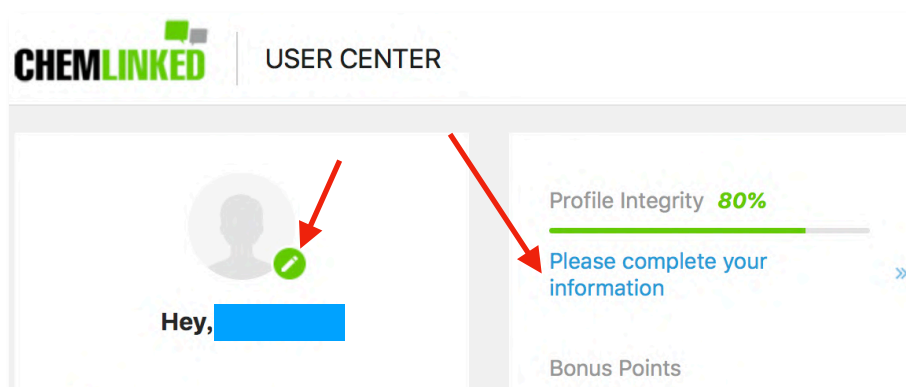 CHEMLINKED
USER CENTER
Hey,
Profile Integrity 80%
Please complete your
information
»
Bonus Points